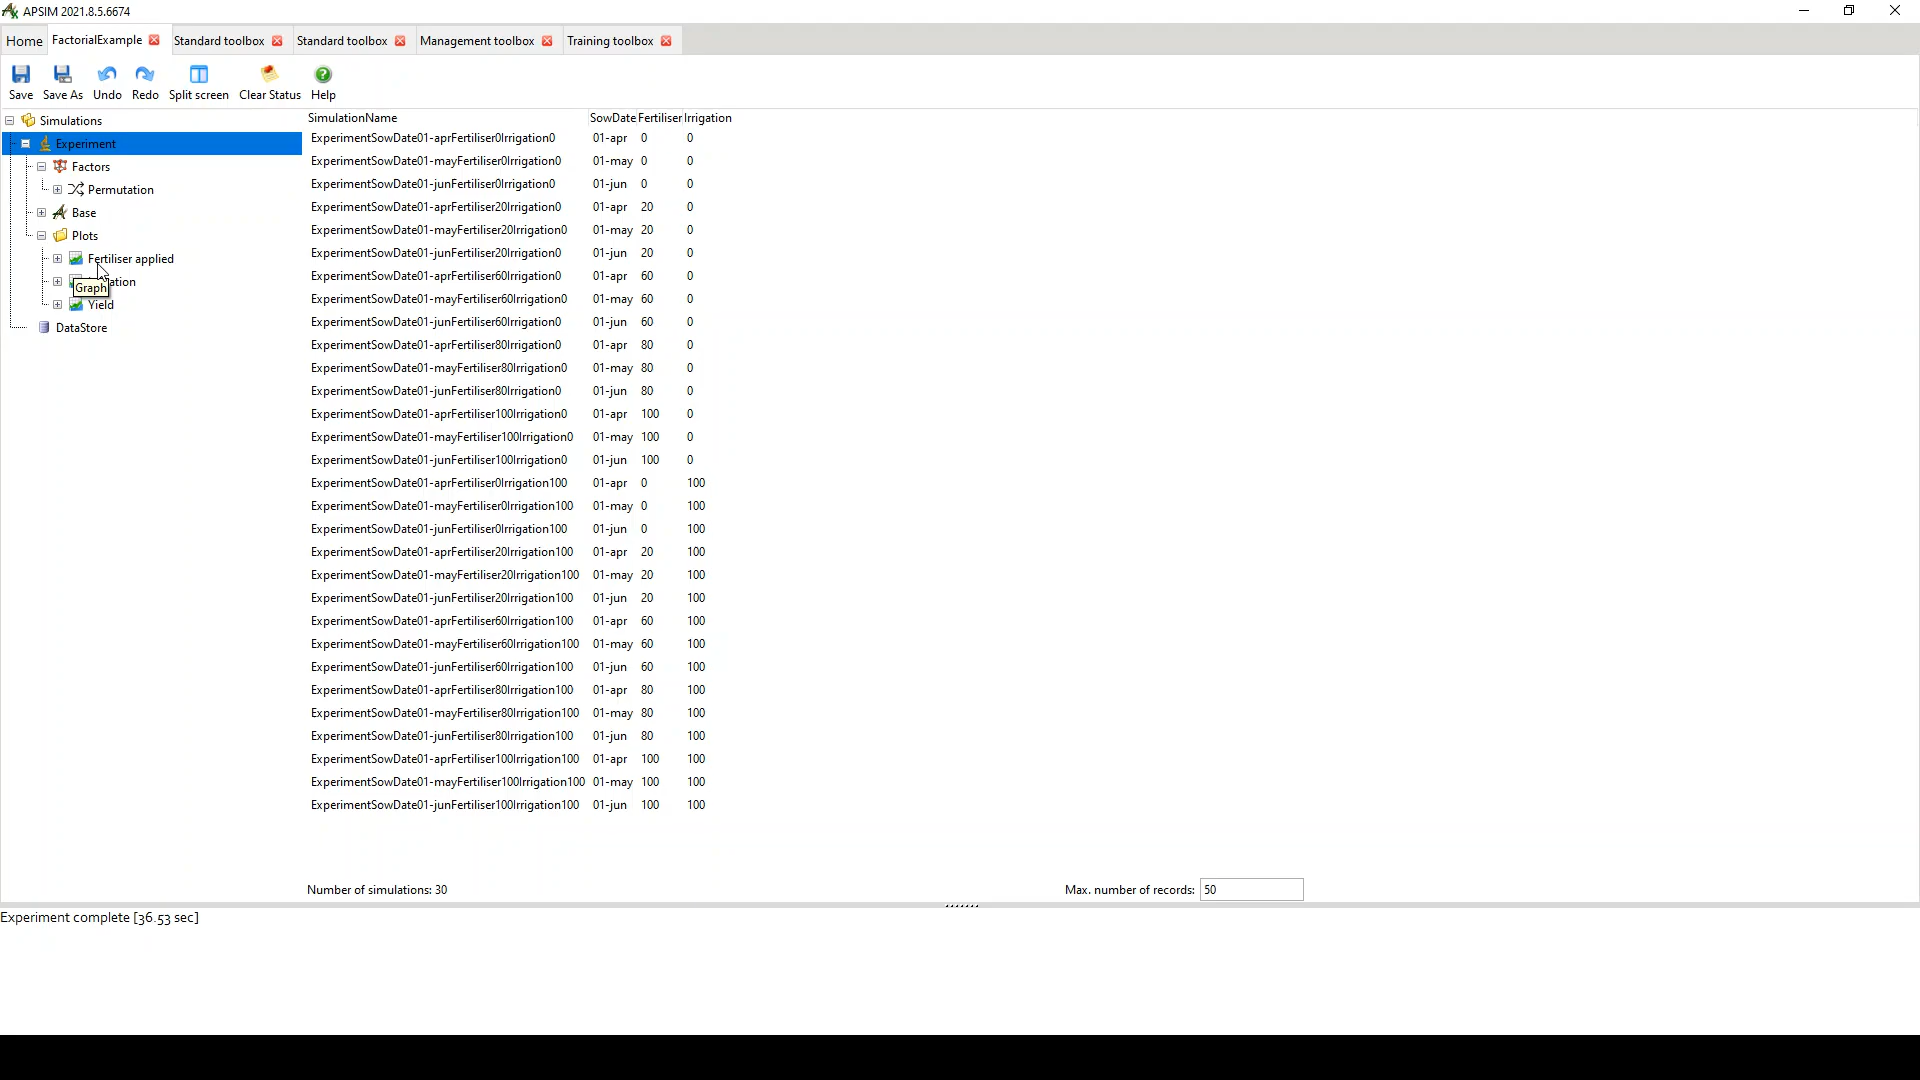 APSIM 2021.8.5.6674
Home FactorialExample Standard toolbox Standard toolbox Management toolbox Training toolbox
Save Save As Undo Redo Split screen Clear Status Help
Simulations
Experiment
Factors
Permutation
Base
Plots
Fertiliser applied
ation
Graph
Yield
DataStore
SimulationName SowDate Fertiliser Irrigation
ExperimentSowDate01-aprFertiliser0Irrigation0 01-apr 0 0
ExperimentSowDate01-mayFertiliser0Irrigation0 01-may 0 0
ExperimentSowDate01-junFertiliser0Irrigation0 01-jun 0 0
ExperimentSowDate01-aprFertiliser20Irrigation0 01-apr 20 0
ExperimentSowDate01-mayFertiliser20Irrigation0 01-may 20 0
ExperimentSowDate01-junFertiliser20Irrigation0 01-jun 20 0
ExperimentSowDate01-aprFertiliser60Irrigation0 01-apr 60 0
ExperimentSowDate01-mayFertiliser60Irrigation0 01-may 60 0
ExperimentSowDate01-junFertiliser60Irrigation0 01-jun 60 0
ExperimentSowDate01-aprFertiliser80Irrigation0 01-apr 80 0
ExperimentSowDate01-mayFertiliser80Irrigation0 01-may 80 0
ExperimentSowDate01-junFertiliser80Irrigation0 01-jun 80 0
ExperimentSowDate01-aprFertiliser100Irrigation0 01-apr 100 0
ExperimentSowDate01-mayFertiliser100Irrigation0 01-may 100 0
ExperimentSowDate01-junFertiliser100Irrigation0 01-jun 100 0
ExperimentSowDate01-aprFertiliser0Irrigation100 01-apr 0 100
ExperimentSowDate01-mayFertiliser0Irrigation100 01-may 0 100
ExperimentSowDate01-junFertiliser0Irrigation100 01-jun 0 100
ExperimentSowDate01-aprFertiliser20Irrigation100 01-apr 20 100
ExperimentSowDate01-mayFertiliser20Irrigation100 01-may 20 100
ExperimentSowDate01-junFertiliser20Irrigation100 01-jun 20 100
ExperimentSowDate01-aprFertiliser60Irrigation100 01-apr 60 100
ExperimentSowDate01-mayFertiliser60Irrigation100 01-may 60 100
ExperimentSowDate01-junFertiliser60Irrigation100 01-jun 60 100
ExperimentSowDate01-aprFertiliser80Irrigation100 01-apr 80 100
ExperimentSowDate01-mayFertiliser80Irrigation100 01-may 80 100
ExperimentSowDate01-junFertiliser80Irrigation100 01-jun 80 100
ExperimentSowDate01-aprFertiliser100Irrigation100 01-apr 100 100
ExperimentSowDate01-mayFertiliser100Irrigation100 01-may 100 100
ExperimentSowDate01-junFertiliser100Irrigation100 01-jun 100 100
Number of simulations: 30 Max. number of records: 50
Experiment complete [36.53 sec]